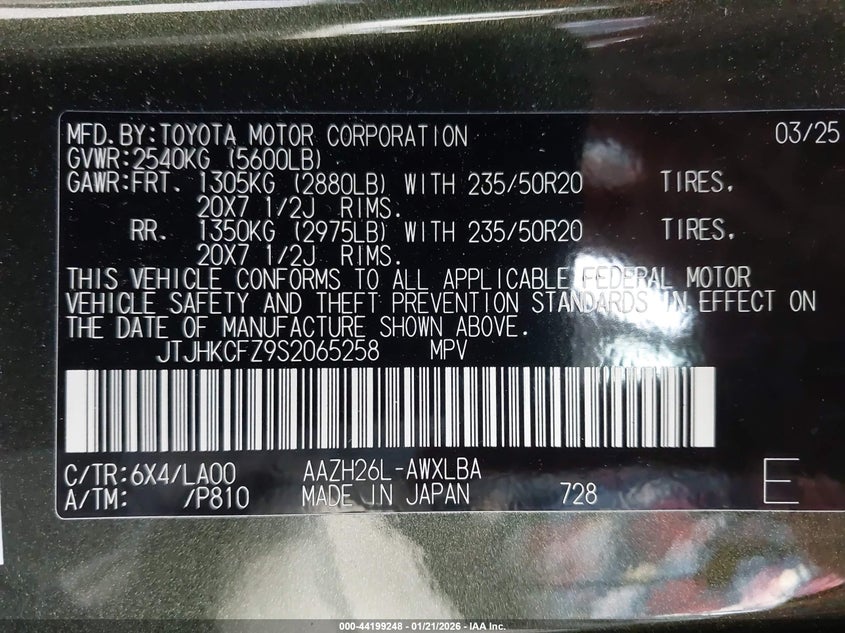 MFD.BY:TOYOTA MOTOR CORPORATION 03/25
GVWR:2540KG (5600LB)
GAWR:FRT. 1305KG (2880LB) WITH 235/50R20 TIRES,
20X7 1/2J RIMS.
RR. 1350KG (2975LB) WITH 235/50R20 TIRES,
20X7 1/2J RIMS.
THIS VEHICLE CONFORMS TO ALL APPLICABLE FEDERAL MOTOR
VEHICLE SAFETY AND THEFT PREVENTION STANDARDS IN EFFECT ON
THE DATE OF MANUFACTURE SHOWN ABOVE.
JTJHKCFZ9S2065258 MPV
C/TR:6X4/LA00 AAZH26L-AWXLBA
A/TM: /P810 MADE IN JAPAN 728 E
000-44199248 - 01/21/2026 - IAA Inc.